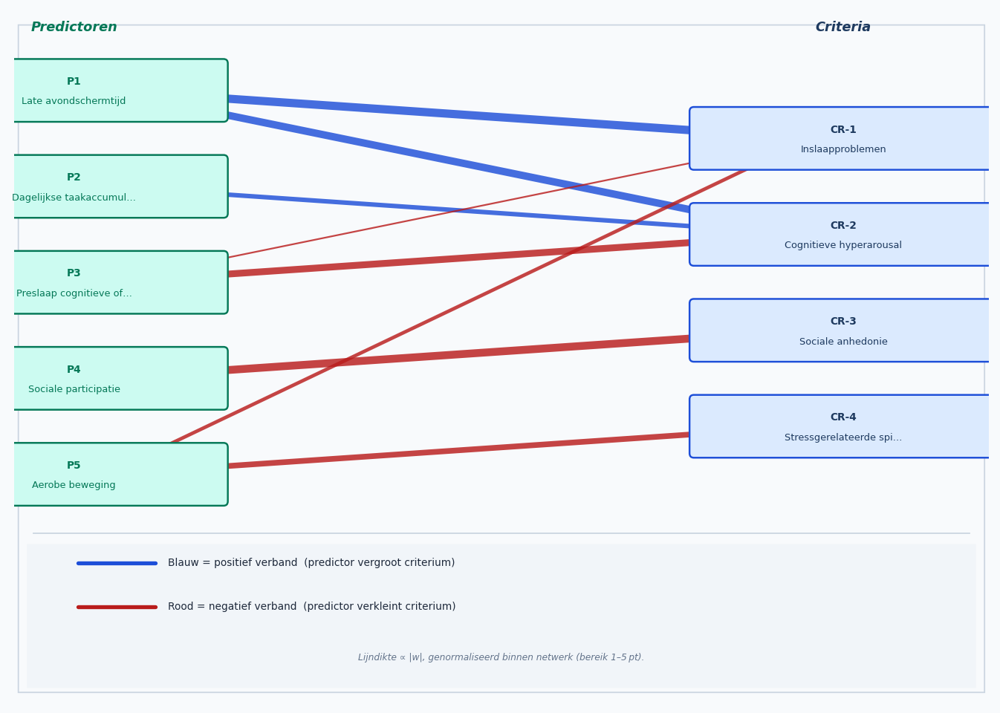 Predictoren
Criteria
P1
Late avondschermtijd
P2
Dagelijkse taakaccumul…
P3
Preslaap cognitieve of…
P4
Sociale participatie
P5
Aerobe beweging
CR-1
Inslaapproblemen
CR-2
Cognitieve hyperarousal
CR-3
Sociale anhedonie
CR-4
Stressgerelateerde spi…
Blauw = positief verband  (predictor vergroot criterium)
Rood = negatief verband  (predictor verkleint criterium)
Lijndikte ∝ |w|, genormaliseerd binnen netwerk (bereik 1–5 pt).